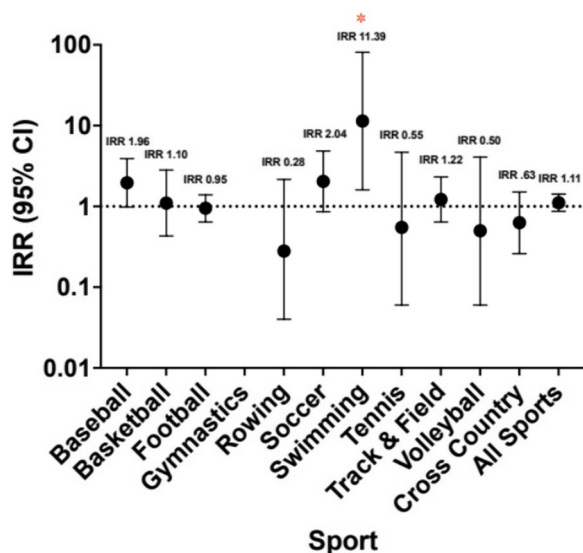 *
100
IRR 11.39
10
IRR 1.96
IRR 1.10
IRR 0.95
IRR 0.28
IRR 2.04
IRR 0.55
IRR 1.22
IRR 0.50
IRR .63
IRR 1.11
1
0.1
0.01
IRR (95% CI)
Baseball
Basketball
Football
Gymnastics
Rowing
Soccer
Swimming
Tennis
Track & Field
Volleyball
Cross Country
All Sports
Sport